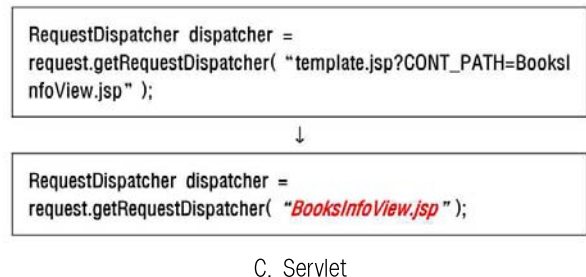 RequestDispatcher dispatcher =
request.getRequestDispatcher( “template.jsp?CONT_PATH=BooksI
nfoView.jsp” );
↓
RequestDispatcher dispatcher =
request.getRequestDispatcher( “BooksInfoView.jsp” );
C. Servlet